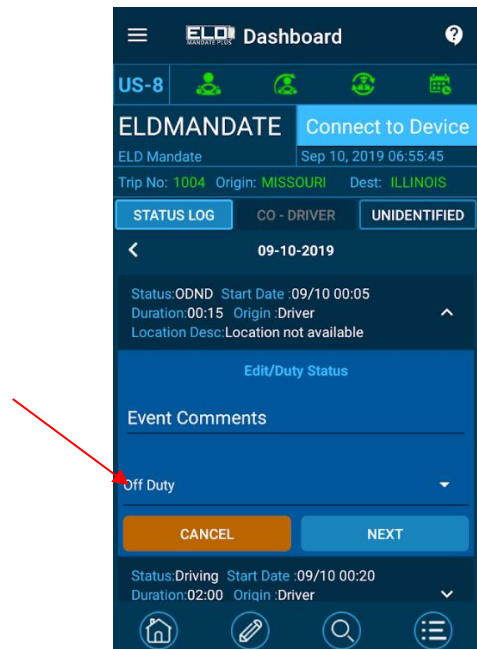 ELD MANDATE PLUS Dashboard ?
US-8
ELDMANDATE Connect to Device
ELD Mandate Sep 10, 2019 06:55:45
Trip No: 1004 Origin: MISSOURI Dest: ILLINOIS
STATUS LOG CO - DRIVER UNIDENTIFIED
09-10-2019
Status:ODND Start Date :09/10 00:05
Duration:00:15 Origin :Driver
Location Desc:Location not available
Edit/Duty Status
Event Comments
Off Duty
CANCEL NEXT
Status:Driving Start Date :09/10 00:20
Duration:02:00 Origin :Driver